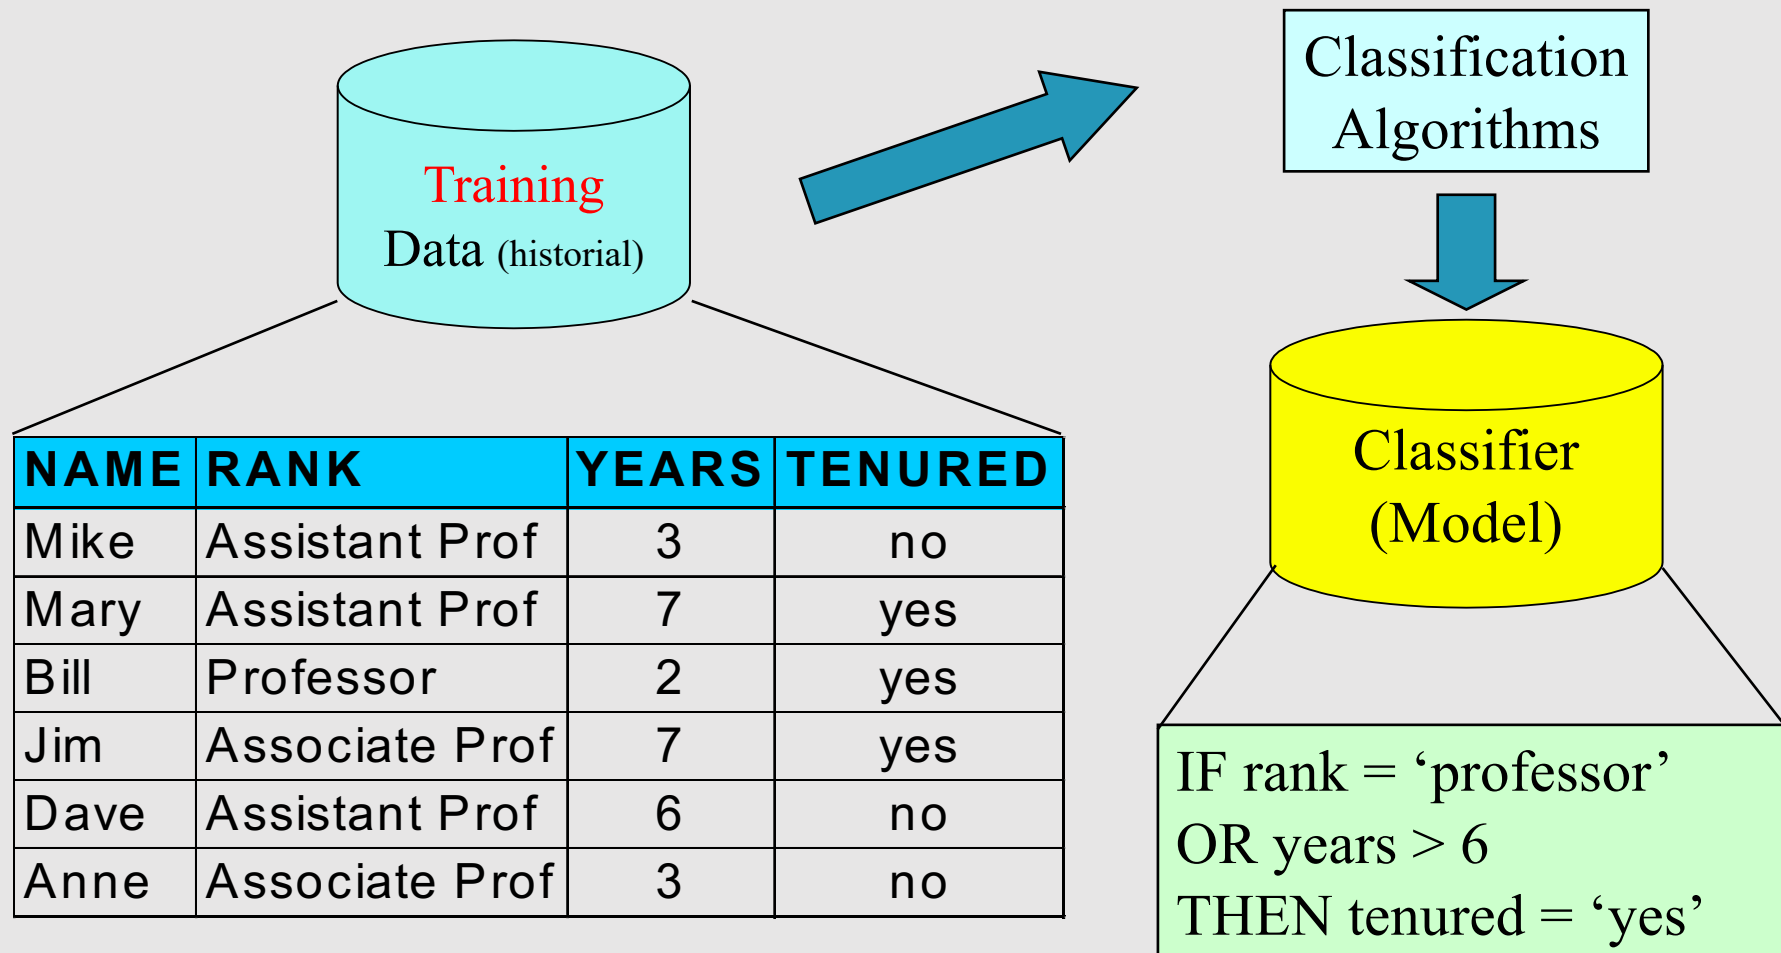 Training
Data (historial)
Classification
Algorithms
NAME RANK YEARS TENURED
Mike Assistant Prof 3 no
Mary Assistant Prof 7 yes
Bill Professor 2 yes
Jim Associate Prof 7 yes
Dave Assistant Prof 6 no
Anne Associate Prof 3 no
Classifier
(Model)
IF rank = ‘professor’
OR years > 6
THEN tenured = ‘yes’